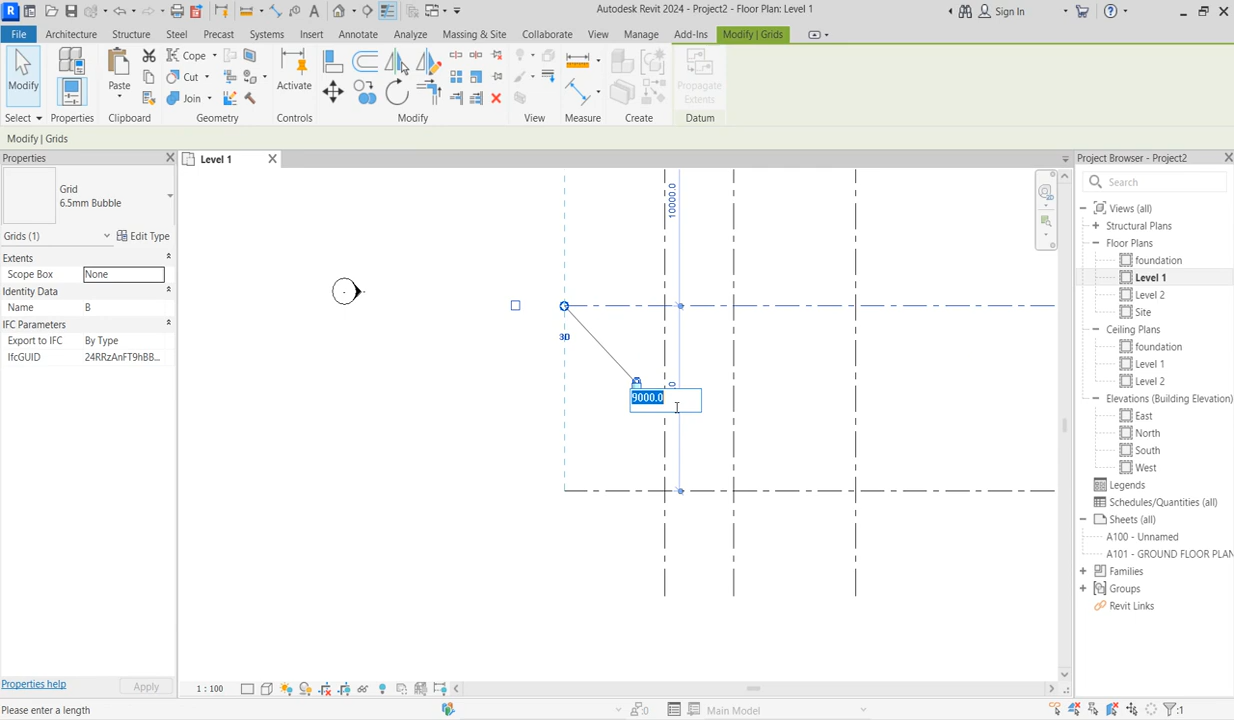 Autodesk Revit 2024 - Project2 - Floor Plan: Level 1
Sign In
File Architecture Structure Steel Precast Systems Insert Annotate Analyze Massing & Site Collaborate View Manage Add-Ins Modify | Grids
Modify Properties Paste Cope Cut Join Activate Propagate Extents
Select Properties Clipboard Geometry Controls Modify View Measure Create Datum
Modify | Grids
Properties
Grid
6.5mm Bubble
Grids (1) Edit Type
Extents
Scope Box None
Identity Data
Name B
IFC Parameters
Export to IFC By Type
IfcGUID 24RRzAnFT9hBB...
Properties help Apply
Level 1
10000.0
3D
9000.0
1 : 100
Project Browser - Project2
Search
Views (all)
Structural Plans
Floor Plans
foundation
Level 1
Level 2
Site
Ceiling Plans
foundation
Level 1
Level 2
Elevations (Building Elevation)
East
North
South
West
Legends
Schedules/Quantities (all)
Sheets (all)
A100 - Unnamed
A101 - GROUND FLOOR PLAN
Families
Groups
Revit Links
Please enter a length :0 Main Model :1